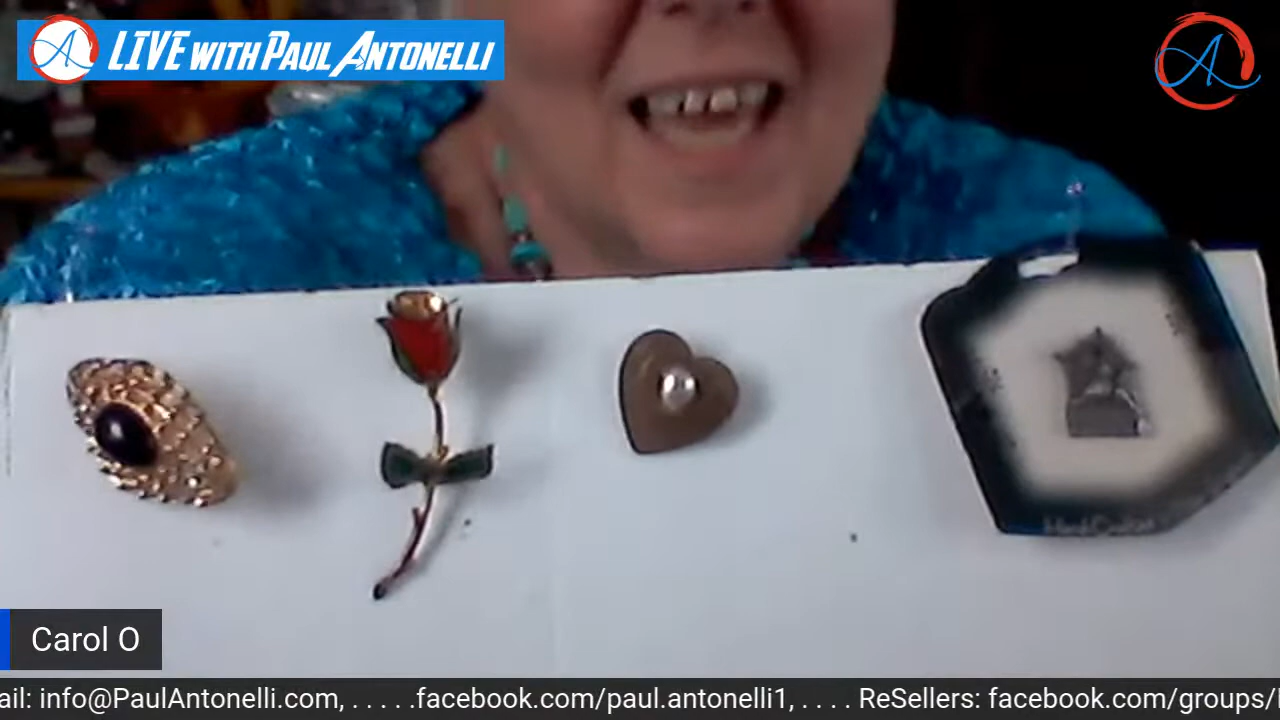 LIVE WITH PAUL ANTONELLI
Carol O
ail: info@PaulAntonelli.com, . . . . .facebook.com/paul.antonelli1, . . . . ReSellers: facebook.com/groups/